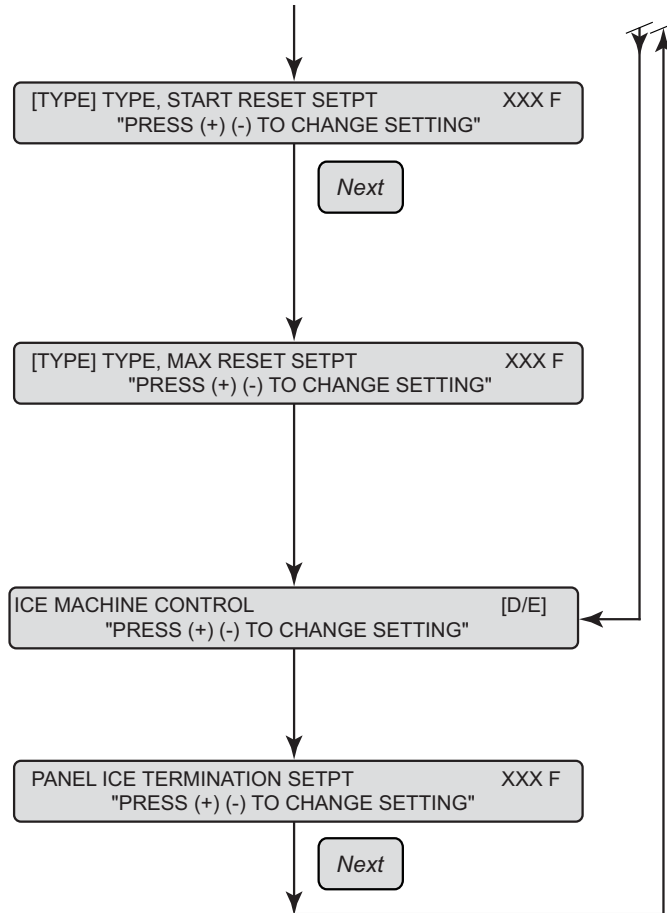 [TYPE] TYPE, START RESET SETPT XXX F
"PRESS (+) (-) TO CHANGE SETTING"
Next
[TYPE] TYPE, MAX RESET SETPT XXX F
"PRESS (+) (-) TO CHANGE SETTING"
ICE MACHINE CONTROL [D/E]
"PRESS (+) (-) TO CHANGE SETTING"
PANEL ICE TERMINATION SETPT XXX F
"PRESS (+) (-) TO CHANGE SETTING"
Next